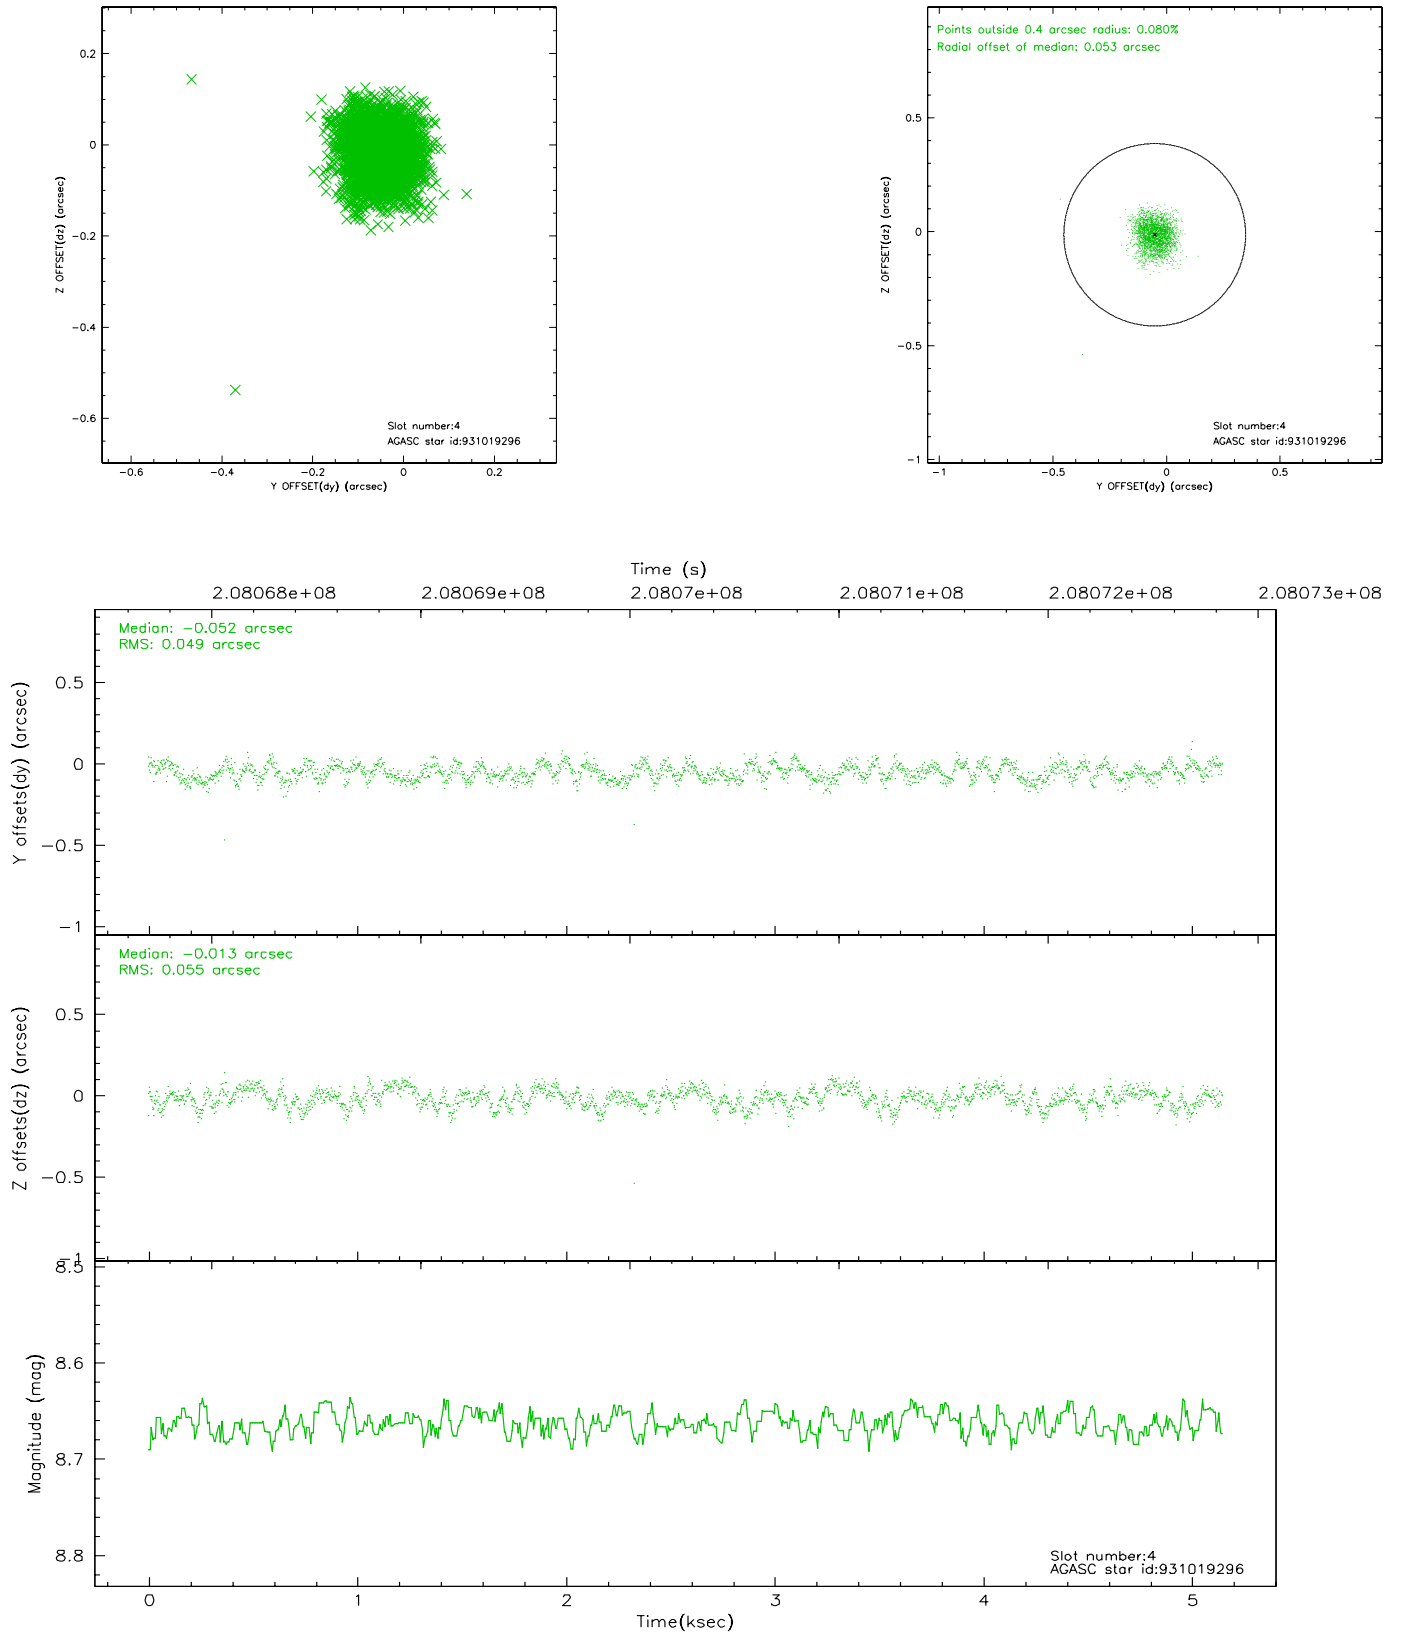 0.2
0
−0.2
−0.4
−0.6
Z OFFSET(dz) (arcsec)
Slot number:4
AGASC star id:931019296
−0.6 −0.4 −0.2 0 0.2
Y OFFSET(dy) (arcsec)
Points outside 0.4 arcsec radius: 0.080%
Radial offset of median: 0.053 arcsec
0.5
0
−0.5
−1
Z OFFSET(dz) (arcsec)
Slot number:4
AGASC star id:931019296
−1 −0.5 0 0.5
Y OFFSET(dy) (arcsec)
Time (s)
2.08068e+08 2.08069e+08 2.0807e+08 2.08071e+08 2.08072e+08 2.08073e+08
Median: −0.052 arcsec
RMS: 0.049 arcsec
0.5
0
−0.5
−1
Y offsets(dy) (arcsec)
Median: −0.013 arcsec
RMS: 0.055 arcsec
0.5
0
−0.5
−1
Z offsets(dz) (arcsec)
8.5
8.6
8.7
8.8
Magnitude (mag)
Slot number:4
AGASC star id:931019296
0 1 2 3 4 5
Time(ksec)